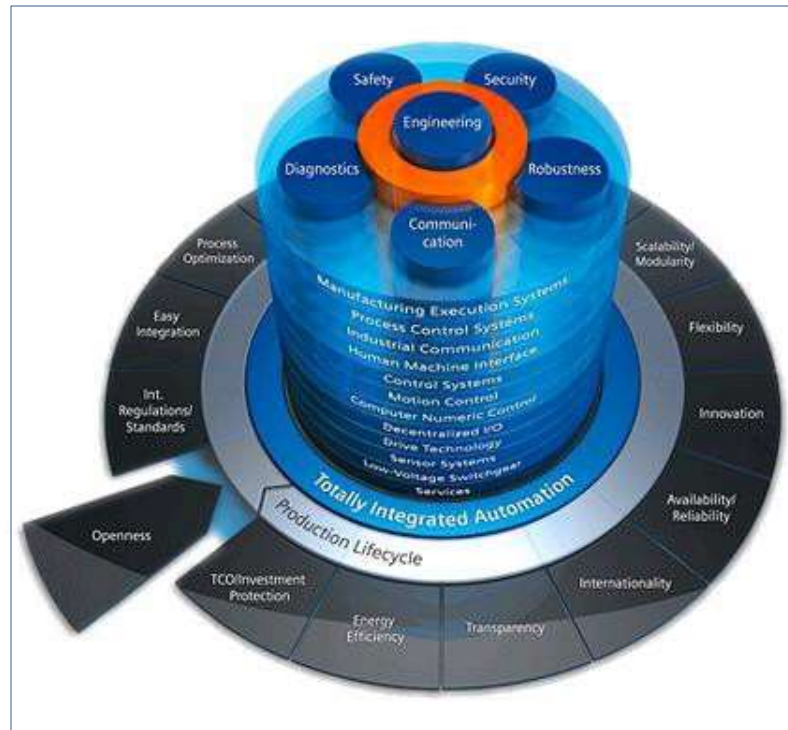 Safety
Security
Engineering
Diagnostics
Robustness
Communi-
cation
Manufacturing Execution Systems
Process Control Systems
Industrial Communication
Human Machine Interface
Control Systems
Motion Control
Computer Numeric Control
Decentralized I/O
Drive Technology
Sensor Systems
Low-Voltage Switchgear
Services
Totally Integrated Automation
Production Lifecycle
Process
Optimization
Easy
Integration
Int.
Regulations/
Standards
Openness
TCO/Investment
Protection
Energy
Efficiency
Transparency
Internationality
Availability/
Reliability
Innovation
Flexibility
Scalability/
Modularity